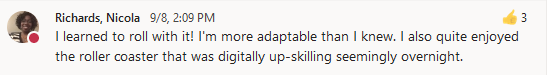 Richards, Nicola 9/8, 2:09 PM 👍 3
I learned to roll with it! I'm more adaptable than I knew. I also quite enjoyed
the roller coaster that was digitally up-skilling seemingly overnight.